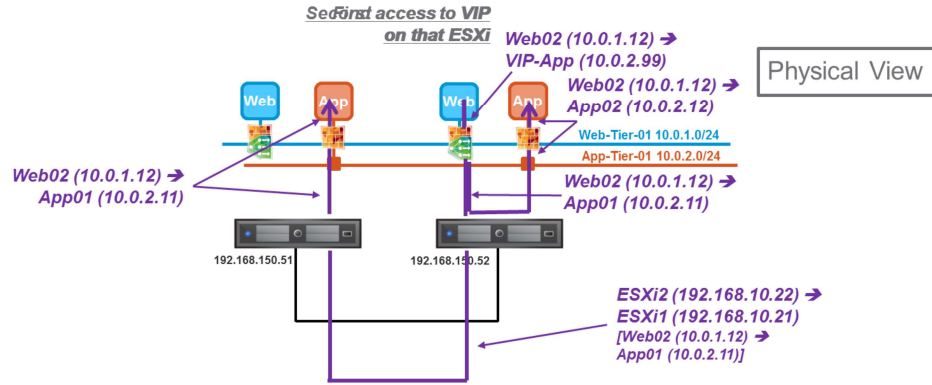 access to VIP
on that ESXi
Web02 (10.0.1.12) ➔
VIP-App (10.0.2.99)
Physical View
Web02 (10.0.1.12) ➔
App02 (10.0.2.12)
Web
App
Web
App
Web-Tier-01 10.0.1.0/24
App-Tier-01 10.0.2.0/24
Web02 (10.0.1.12) ➔
App01 (10.0.2.11)
Web02 (10.0.1.12) ➔
App01 (10.0.2.11)
192.168.150.51
192.168.150.52
ESXi2 (192.168.10.22) ➔
ESXi1 (192.168.10.21)
[Web02 (10.0.1.12) ➔
App01 (10.0.2.11)]